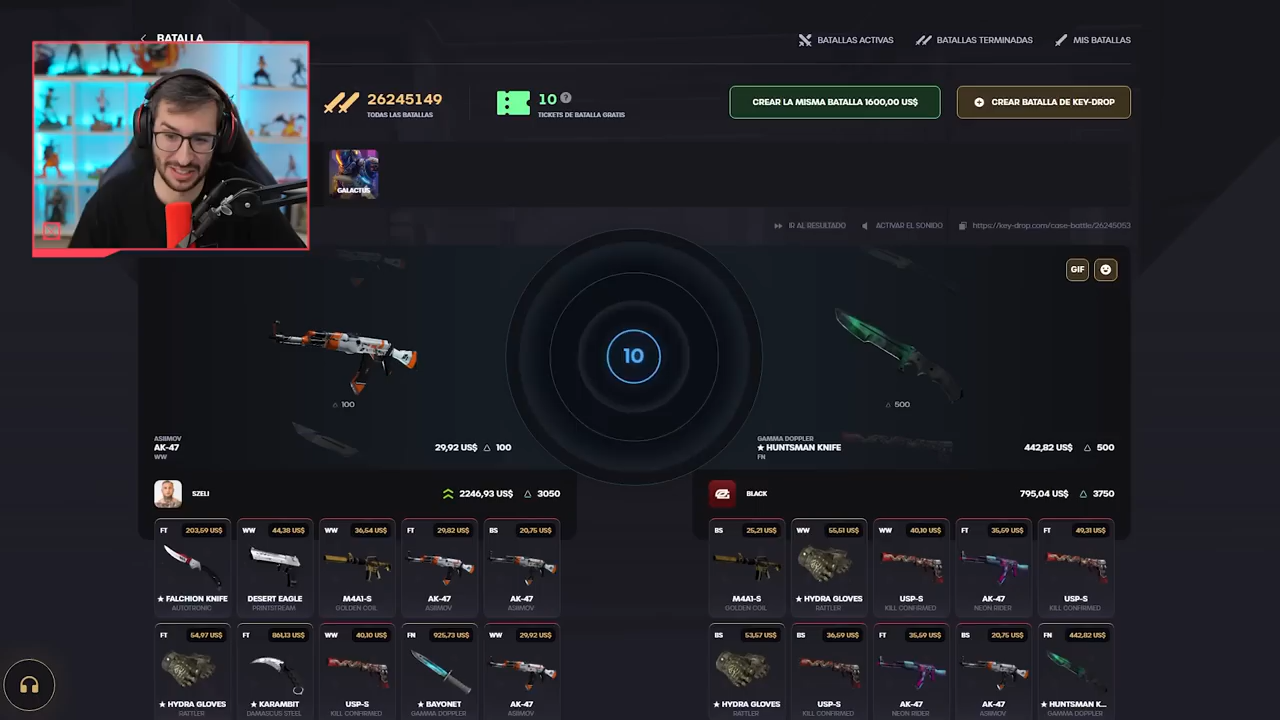 BATALLA
BATALLAS ACTIVAS
BATALLAS TERMINADAS
MIS BATALLAS
26245149
TODAS LAS BATALLAS
10
TICKETS DE BATALLA GRATIS
CREAR LA MISMA BATALLA 1600,00 US$
CREAR BATALLA DE KEY-DROP
GALACTUS
IR AL RESULTADO
ACTIVAR EL SONIDO
https://key-drop.com/case-battle/26245053
GIF
10
100
500
ASIIMOV
AK-47
WW
29,92 US$ 100
GAMMA DOPPLER
★ HUNTSMAN KNIFE
FN
442,82 US$ 500
SZELI
2246,93 US$ 3050
BLACK
795,04 US$ 3750
FT 203,59 US$
★ FALCHION KNIFE
AUTOTRONIC
WW 44,38 US$
DESERT EAGLE
PRINTSTREAM
WW 36,54 US$
M4A1-S
GOLDEN COIL
FT 29,82 US$
AK-47
ASIIMOV
BS 20,75 US$
AK-47
ASIIMOV
BS 25,21 US$
M4A1-S
GOLDEN COIL
WW 55,51 US$
★ HYDRA GLOVES
RATTLER
WW 40,10 US$
USP-S
KILL CONFIRMED
FT 35,59 US$
AK-47
NEON RIDER
FT 49,31 US$
USP-S
KILL CONFIRMED
FT 54,97 US$
★ HYDRA GLOVES
RATTLER
FT 861,13 US$
★ KARAMBIT
DAMASCUS STEEL
WW 40,10 US$
USP-S
KILL CONFIRMED
FN 925,73 US$
★ BAYONET
GAMMA DOPPLER
WW 29,92 US$
AK-47
ASIIMOV
BS 53,57 US$
★ HYDRA GLOVES
RATTLER
BS 36,59 US$
USP-S
KILL CONFIRMED
FT 35,59 US$
AK-47
NEON RIDER
BS 20,75 US$
AK-47
ASIIMOV
FN 442,82 US$
★ HUNTSMAN K...
GAMMA DOPPLER